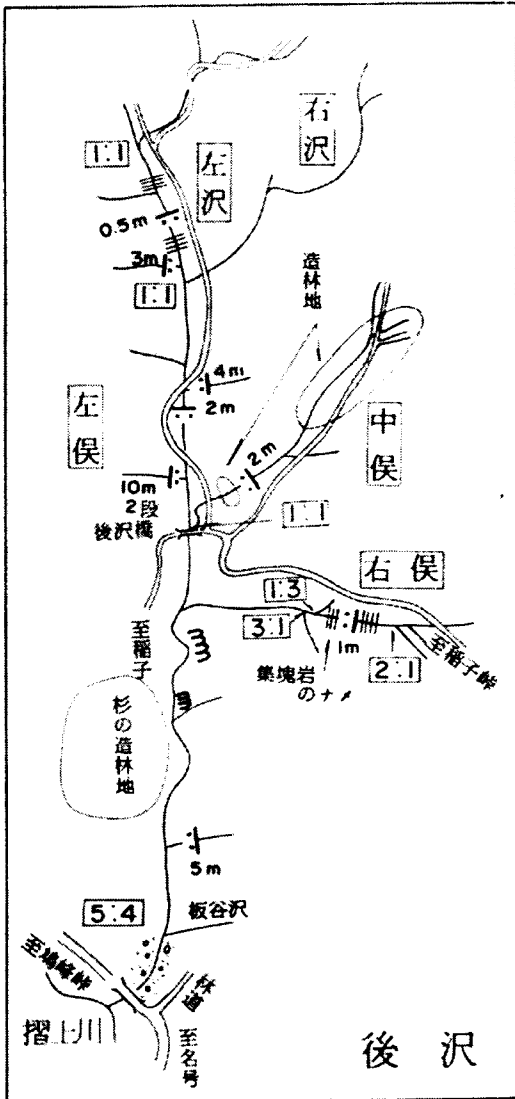 右沢
1:1
左沢
0.5m
3m
1:1
造林地
4m
2m
左俣
中俣
2m
10m
2段
後沢橋
1:1
右俣
1:3
3:1
1m
2:1
至稲子峠
集塊岩
のナメ
至稲子
杉の造林地
5m
5:4
板谷沢
至鳩峰峠
林道
摺上川
至名号
後沢